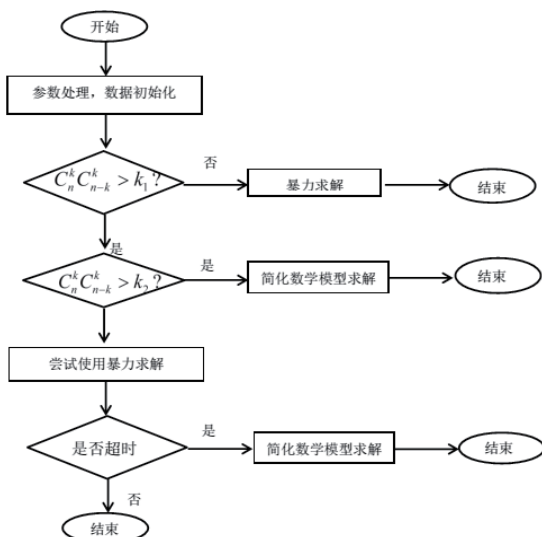 开始
参数处理，数据初始化
$C_n^k C_{n-k}^k > k_1 ?$
否
暴力求解
结束
是
$C_n^k C_{n-k}^k > k_2 ?$
是
简化数学模型求解
结束
尝试使用暴力求解
是否超时
是
简化数学模型求解
结束
否
结束